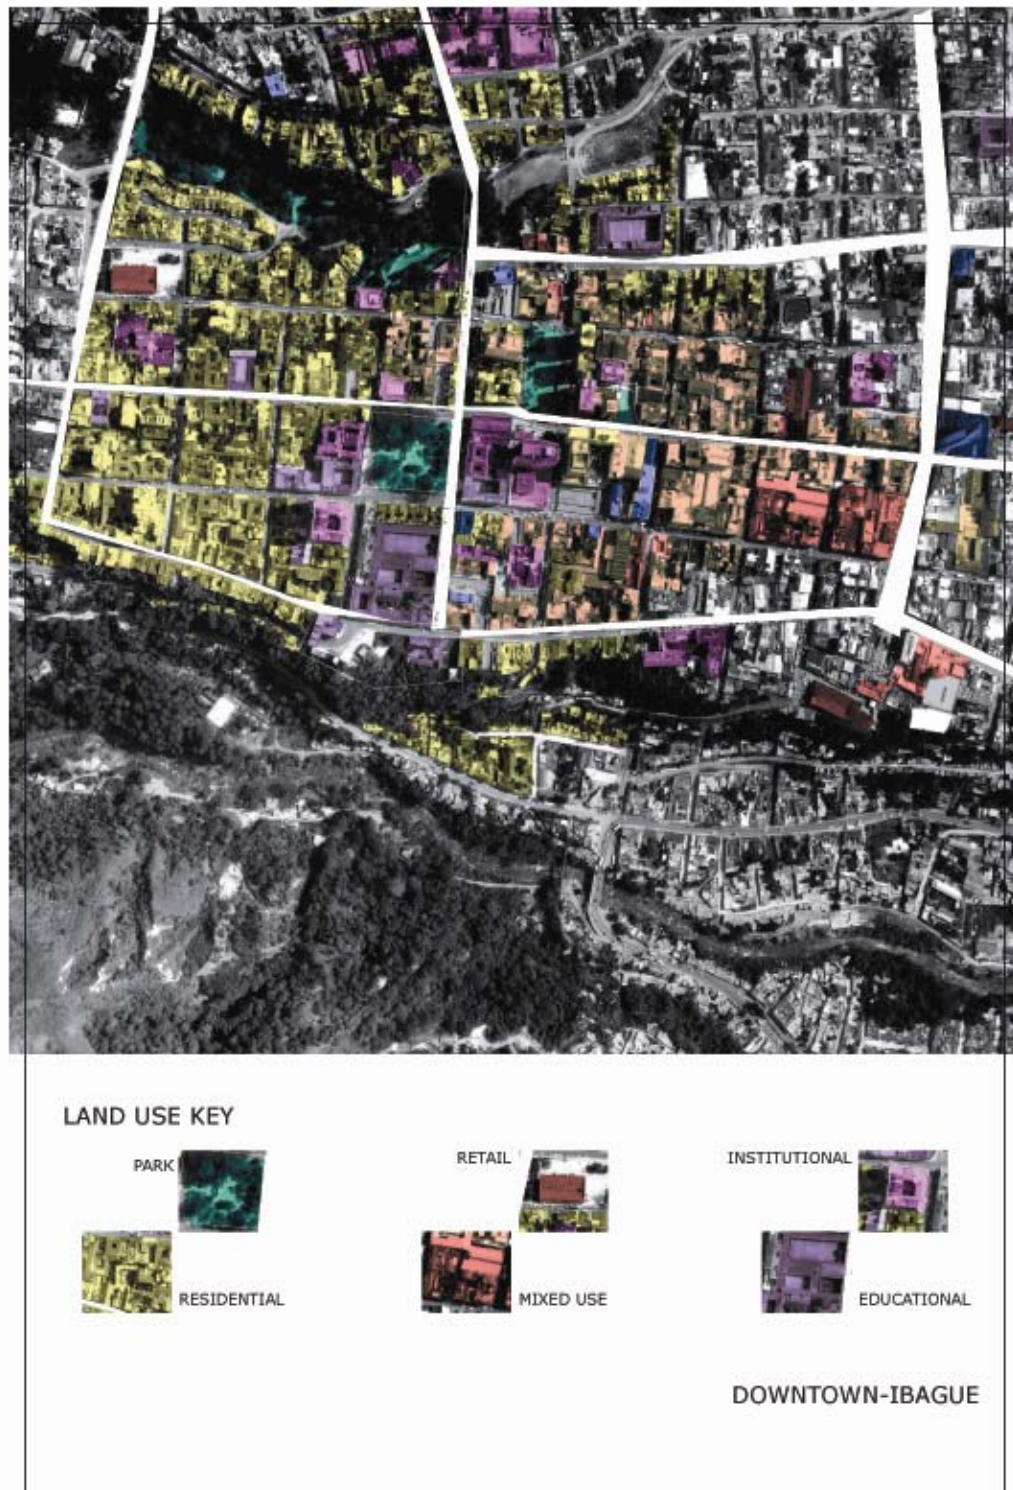 LAND USE KEY
PARK
RETAIL
INSTITUTIONAL
RESIDENTIAL
MIXED USE
EDUCATIONAL
DOWNTOWN-IBAGUE